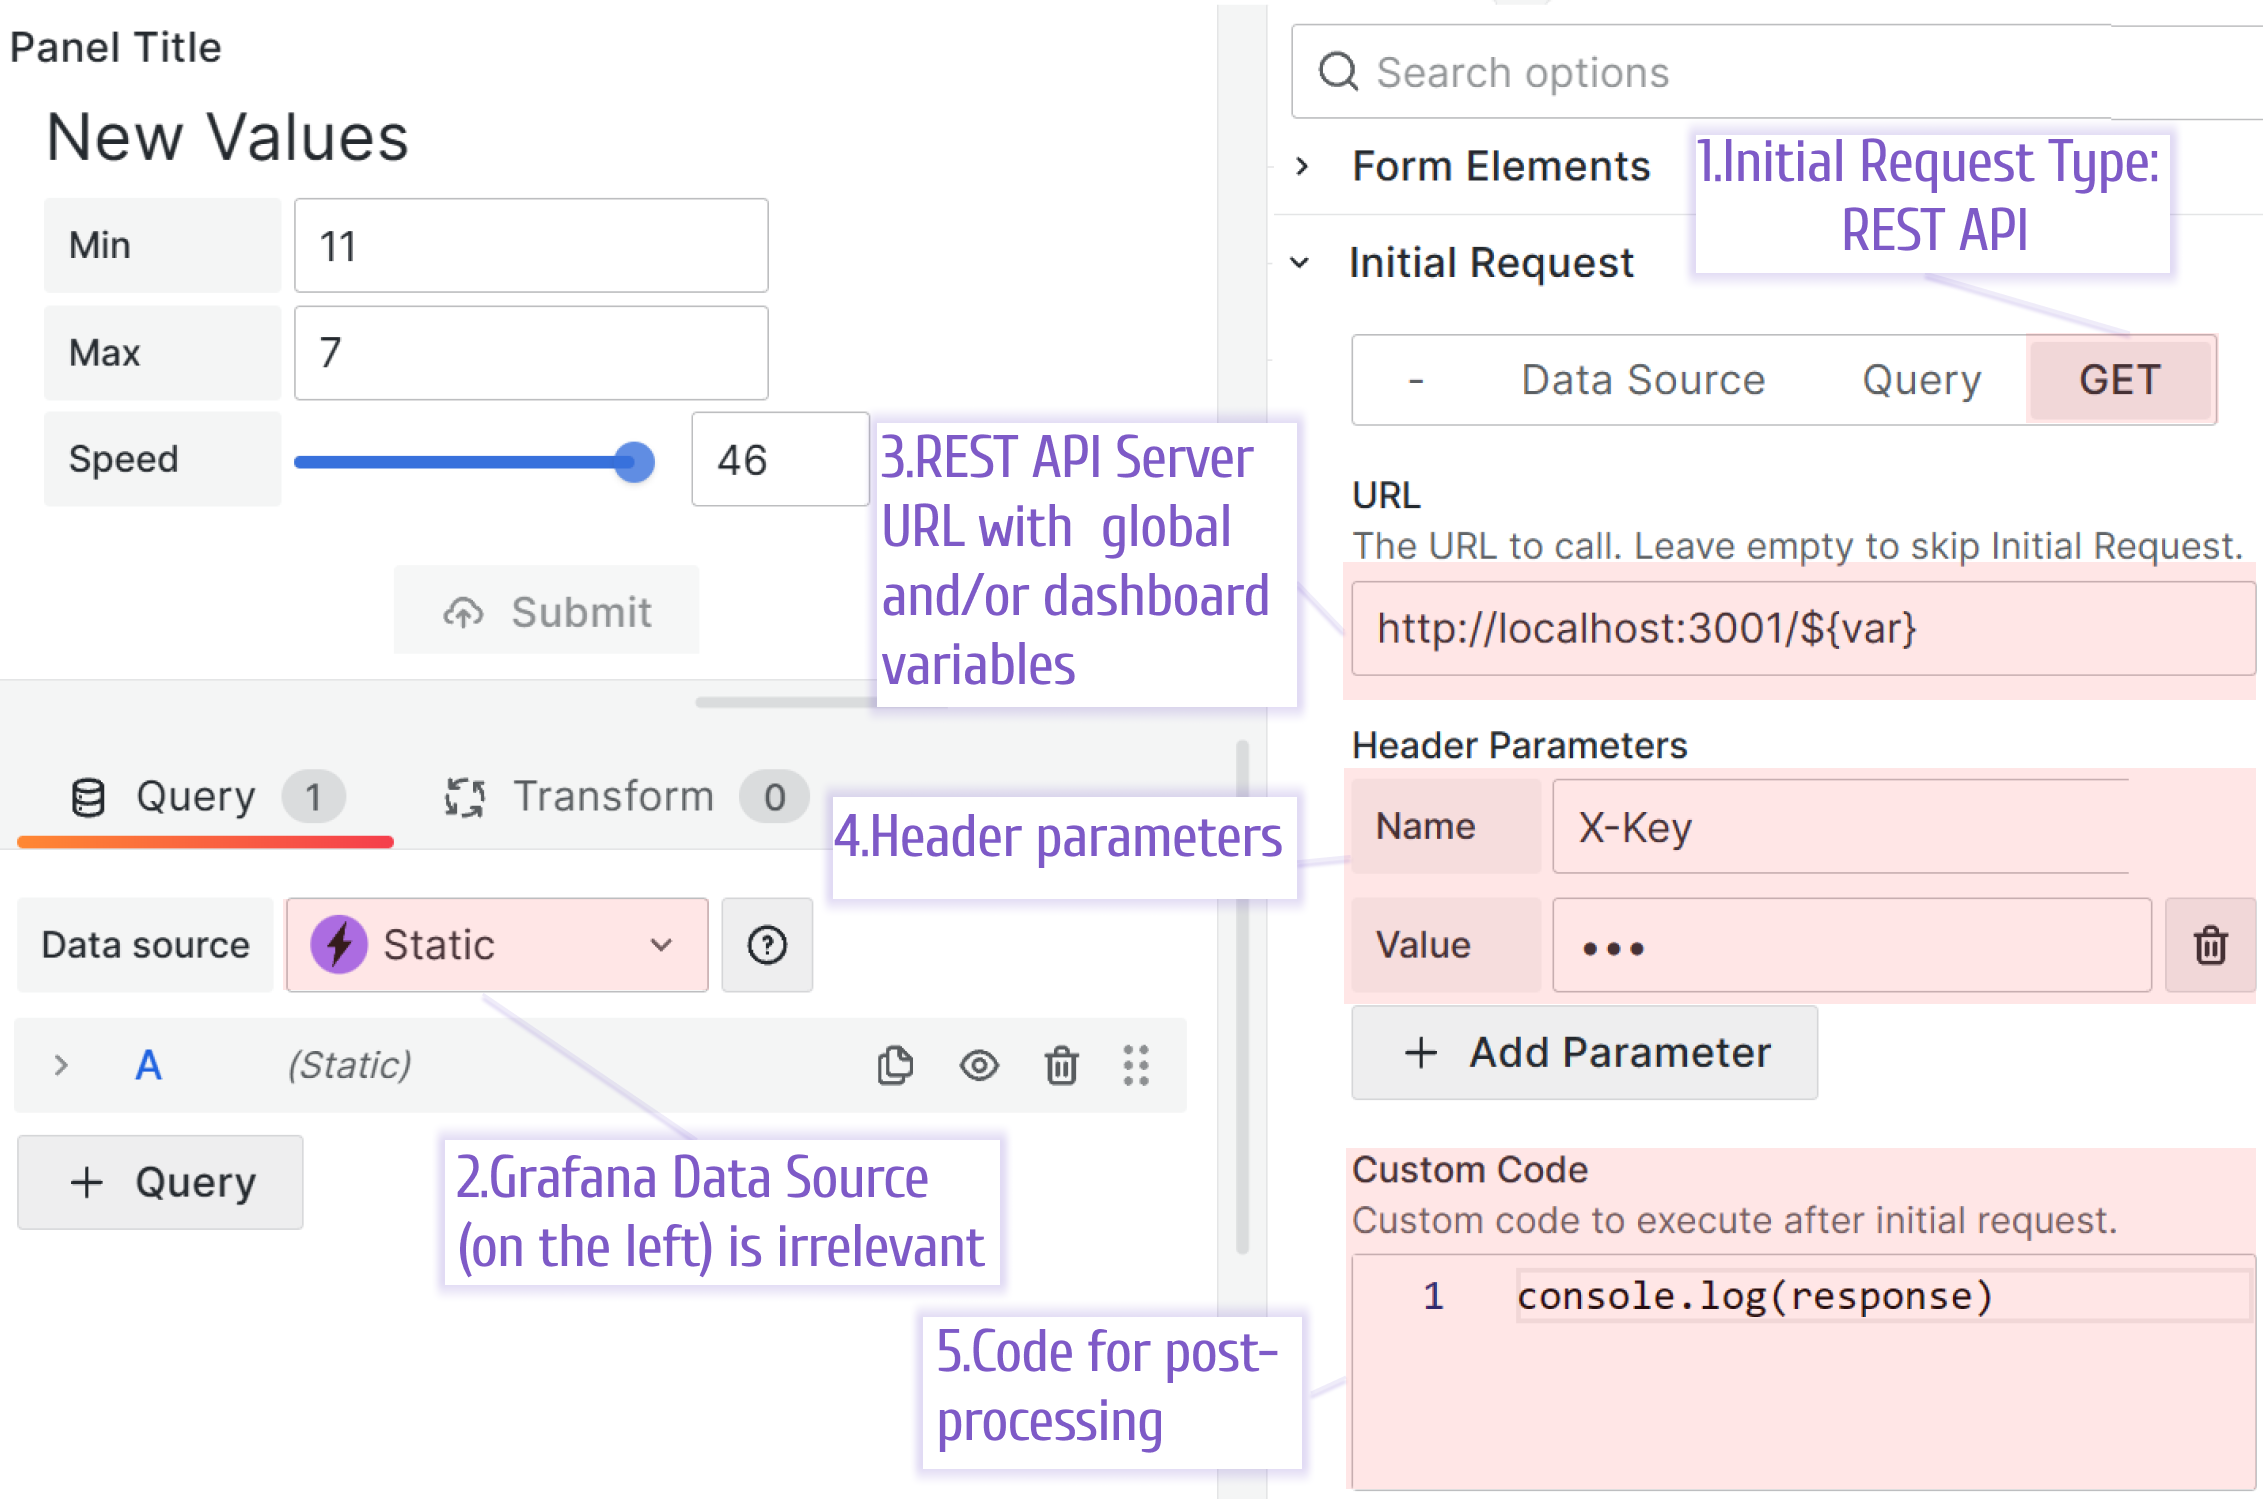 Panel Title
New Values
Min
11
Max
7
Speed
46
Submit
Query 1
Transform 0
Data source
Static
A (Static)
+ Query
Search options
Form Elements
Initial Request
- Data Source Query GET
URL
The URL to call. Leave empty to skip Initial Request.
http://localhost:3001/${var}
Header Parameters
Name
X-Key
Value
•••
+ Add Parameter
Custom Code
Custom code to execute after initial request.
1 console.log(response)
1.Initial Request Type:
REST API
2.Grafana Data Source
(on the left) is irrelevant
3.REST API Server
URL with global
and/or dashboard
variables
4.Header parameters
5.Code for post-
processing